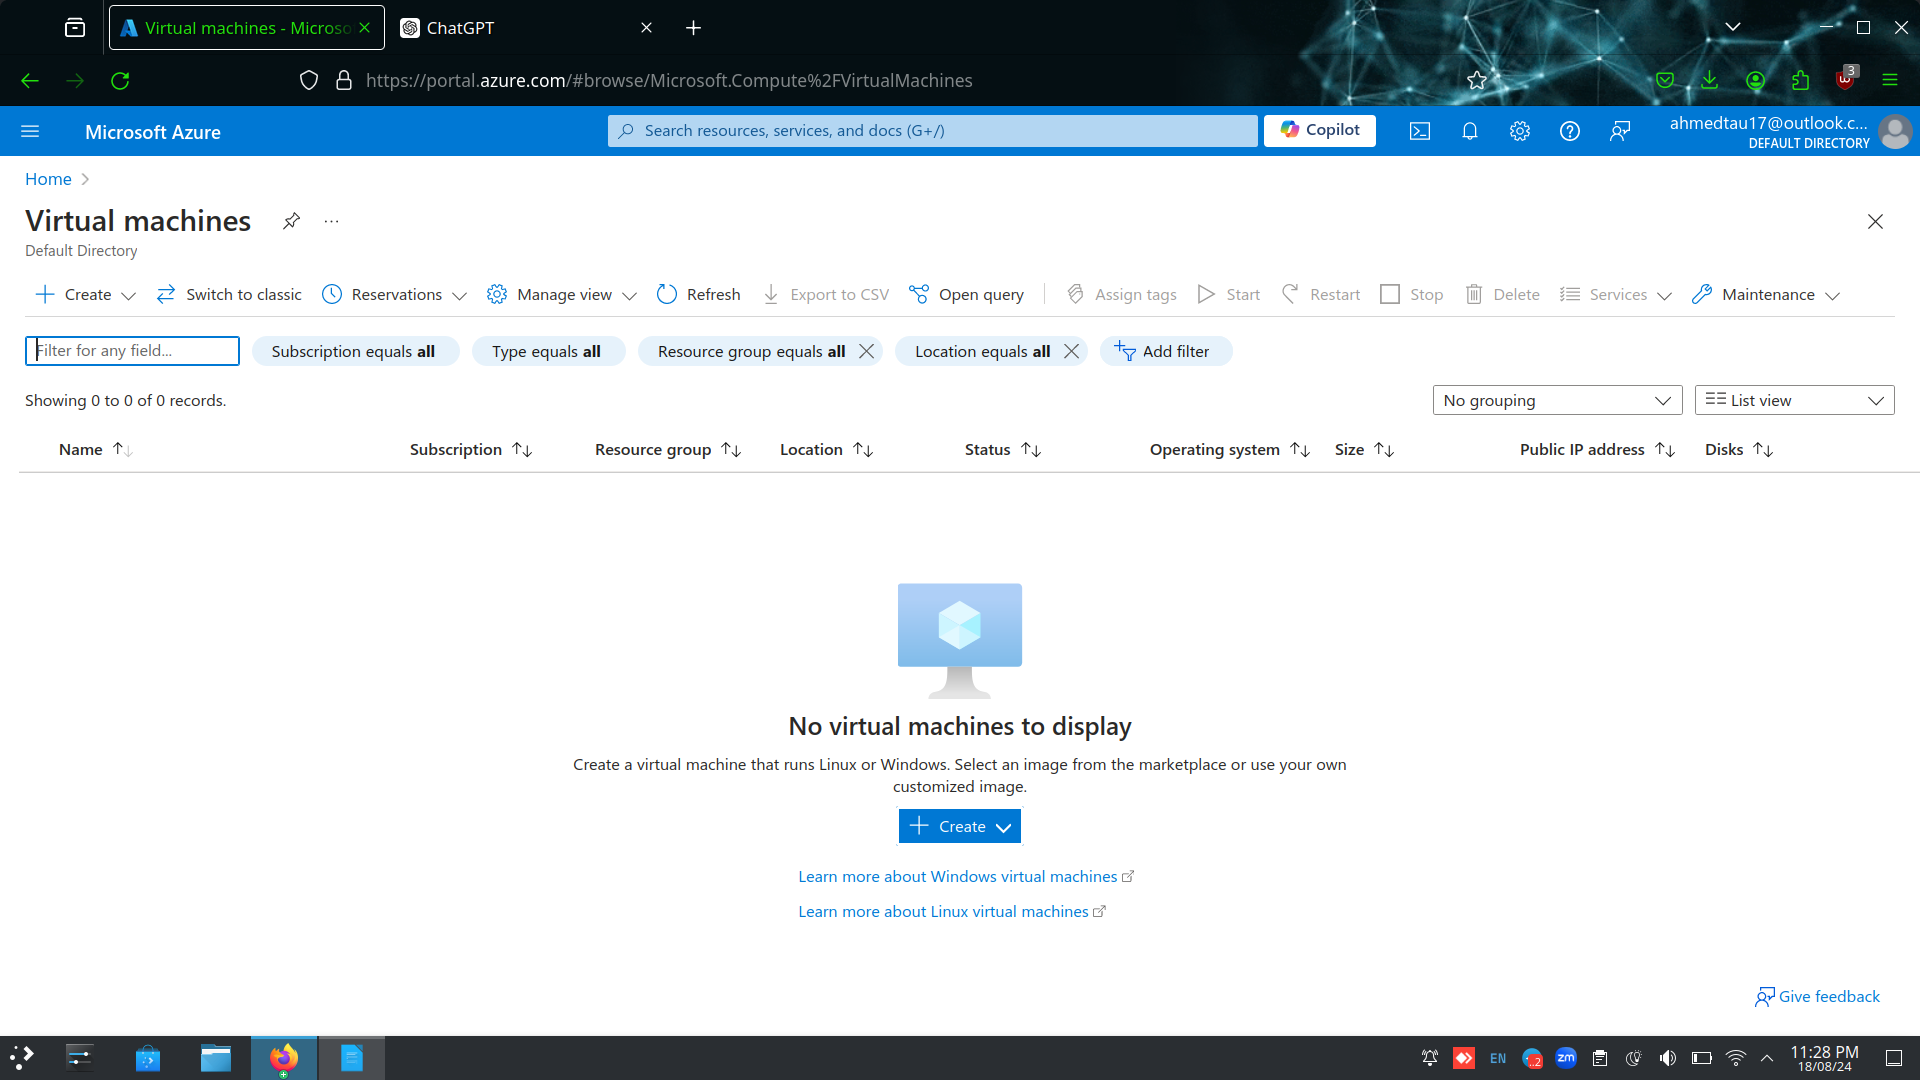 Virtual machines - Microso
ChatGPT
https://portal.azure.com/#browse/Microsoft.Compute%2FVirtualMachines
3
Microsoft Azure
Search resources, services, and docs (G+/)
Copilot
ahmedtau17@outlook.c...
DEFAULT DIRECTORY
Home
Virtual machines
...
Default Directory
Create
Switch to classic
Reservations
Manage view
Refresh
Export to CSV
Open query
Assign tags
Start
Restart
Stop
Delete
Services
Maintenance
Filter for any field...
Subscription equals all
Type equals all
Resource group equals all
Location equals all
Add filter
Showing 0 to 0 of 0 records.
No grouping
List view
Name
Subscription
Resource group
Location
Status
Operating system
Size
Public IP address
Disks
No virtual machines to display
Create a virtual machine that runs Linux or Windows. Select an image from the marketplace or use your own
customized image.
Create
Learn more about Windows virtual machines
Learn more about Linux virtual machines
Give feedback
EN
..2
zm
11:28 PM
18/08/24